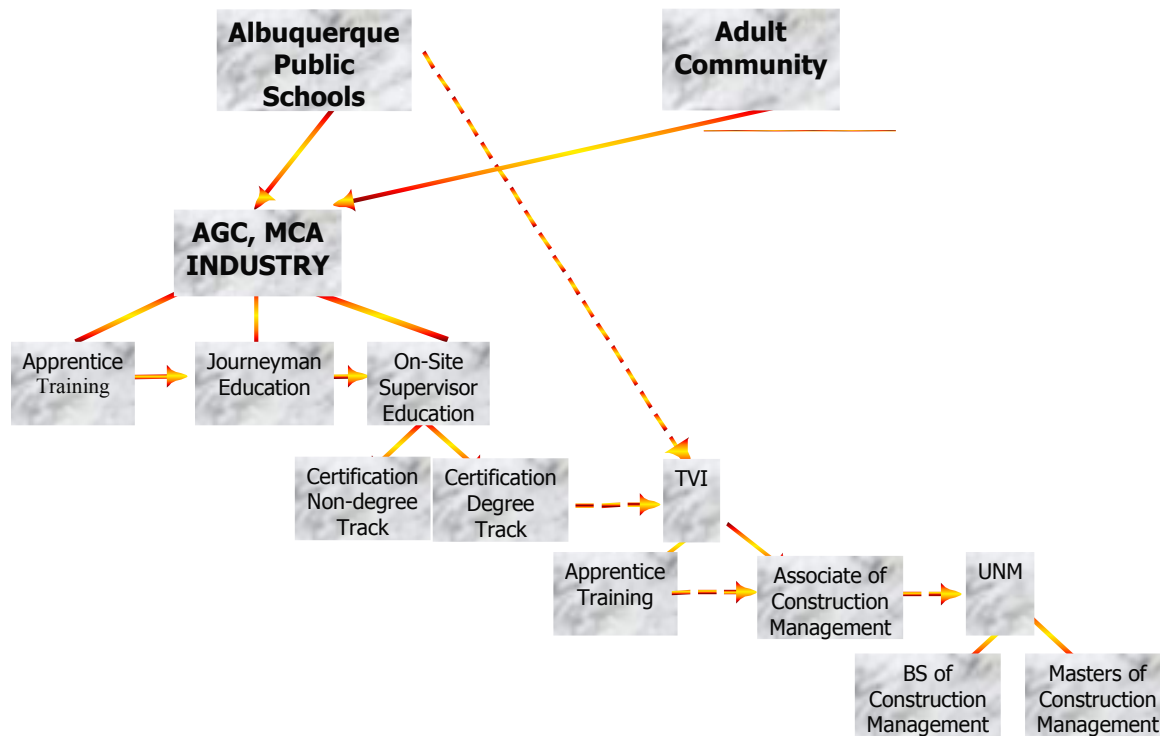 Albuquerque
Public
Schools
Adult
Community
AGC, MCA
INDUSTRY
Apprentice
Training
Journeyman
Education
On-Site
Supervisor
Education
Certification
Non-degree
Track
Certification
Degree
Track
TVI
Apprentice
Training
Associate of
Construction
Management
UNM
BS of
Construction
Management
Masters of
Construction
Management